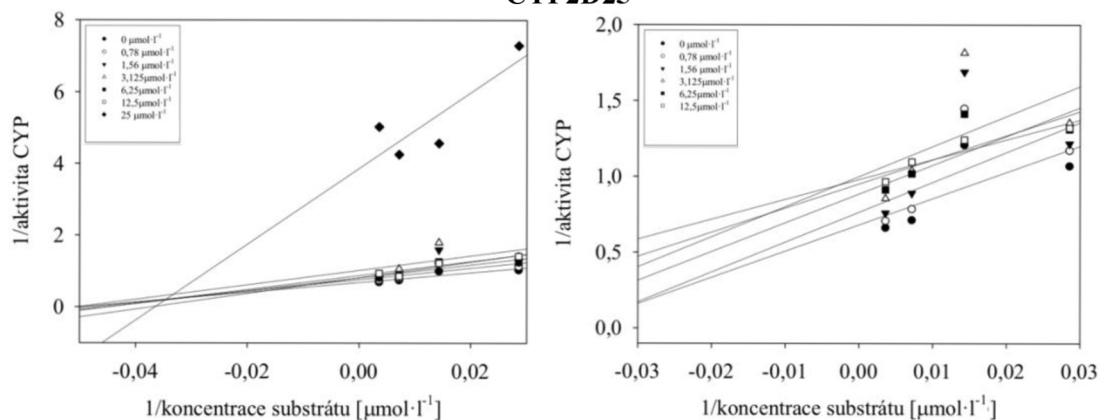 8
6
4
2
0
0 μmol·l⁻¹
0,78 μmol·l⁻¹
1,56 μmol·l⁻¹
3,125μmol·l⁻¹
6,25μmol·l⁻¹
12,5μmol·l⁻¹
25 μmol·l⁻¹
1/aktivita CYP
-0,04
-0,02
0,00
0,02
1/koncentrace substrátu [μmol·l⁻¹]
2,0
1,5
1,0
0,5
0,0
0 μmol·l⁻¹
0,78 μmol·l⁻¹
1,56 μmol·l⁻¹
3,125μmol·l⁻¹
6,25μmol·l⁻¹
12,5μmol·l⁻¹
1/aktivita CYP
-0,03
-0,02
-0,01
0,00
0,01
0,02
0,03
1/koncentrace substrátu [μmol·l⁻¹]